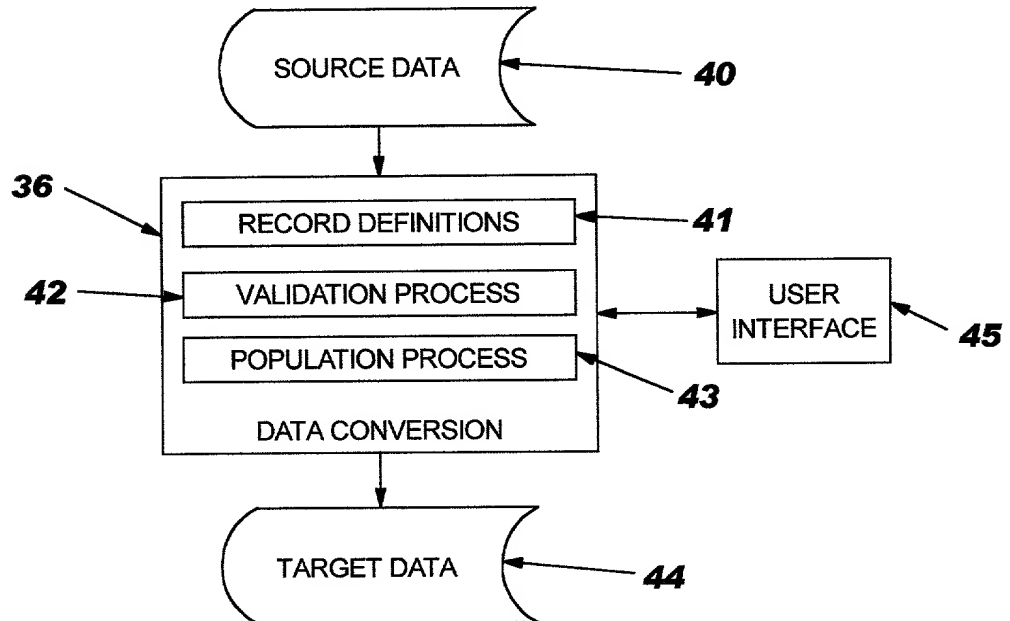 SOURCE DATA
40
36
RECORD DEFINITIONS
41
42
VALIDATION PROCESS
USER
INTERFACE
45
POPULATION PROCESS
43
DATA CONVERSION
TARGET DATA
44